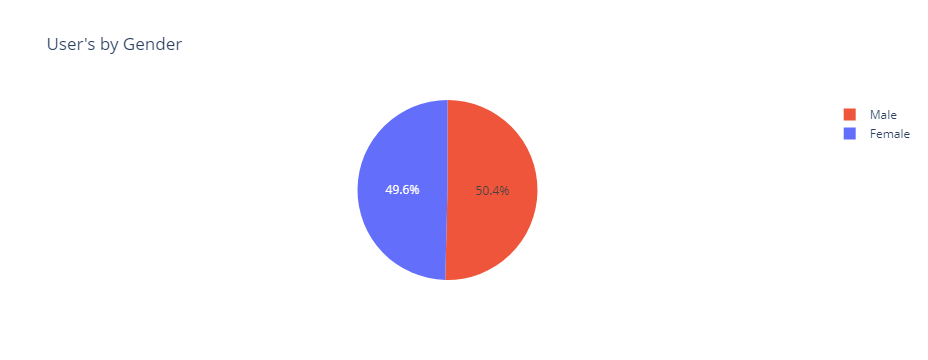 User's by Gender
Male
Female
49.6%
50.4%